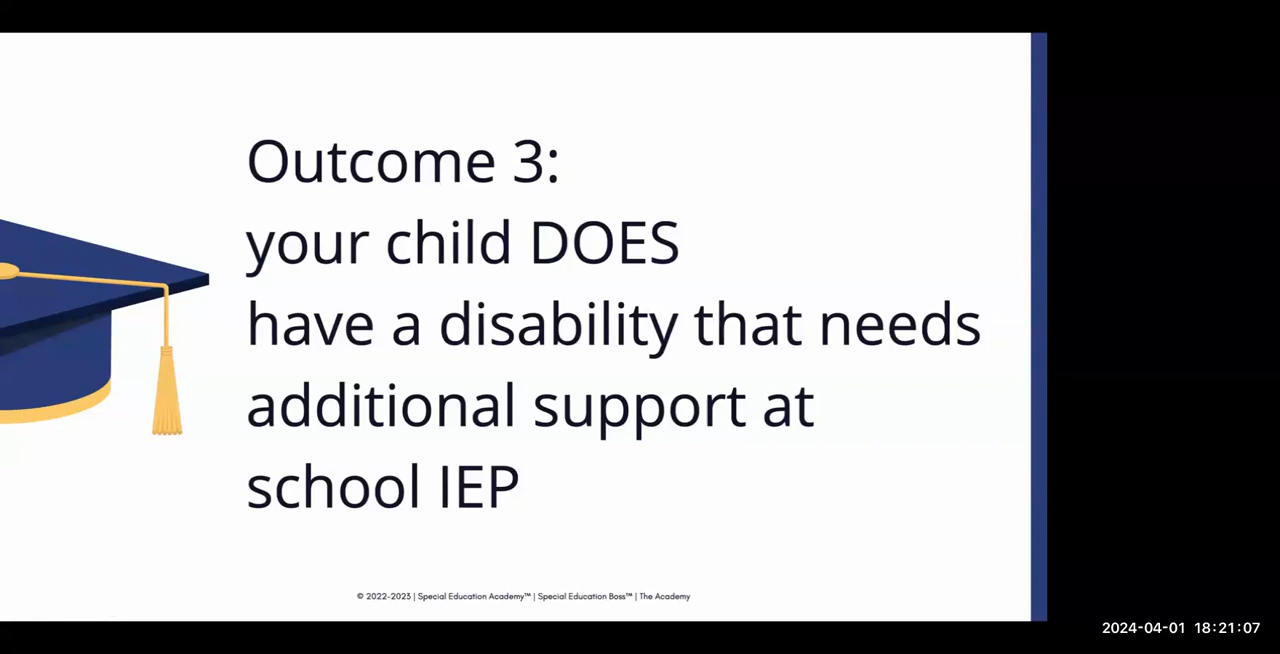 Outcome 3:
your child DOES
have a disability that needs
additional support at
school IEP
© 2022-2023 | Special Education Academy™ | Special Education Boss™ | The Academy
2024-04-01 18:21:07